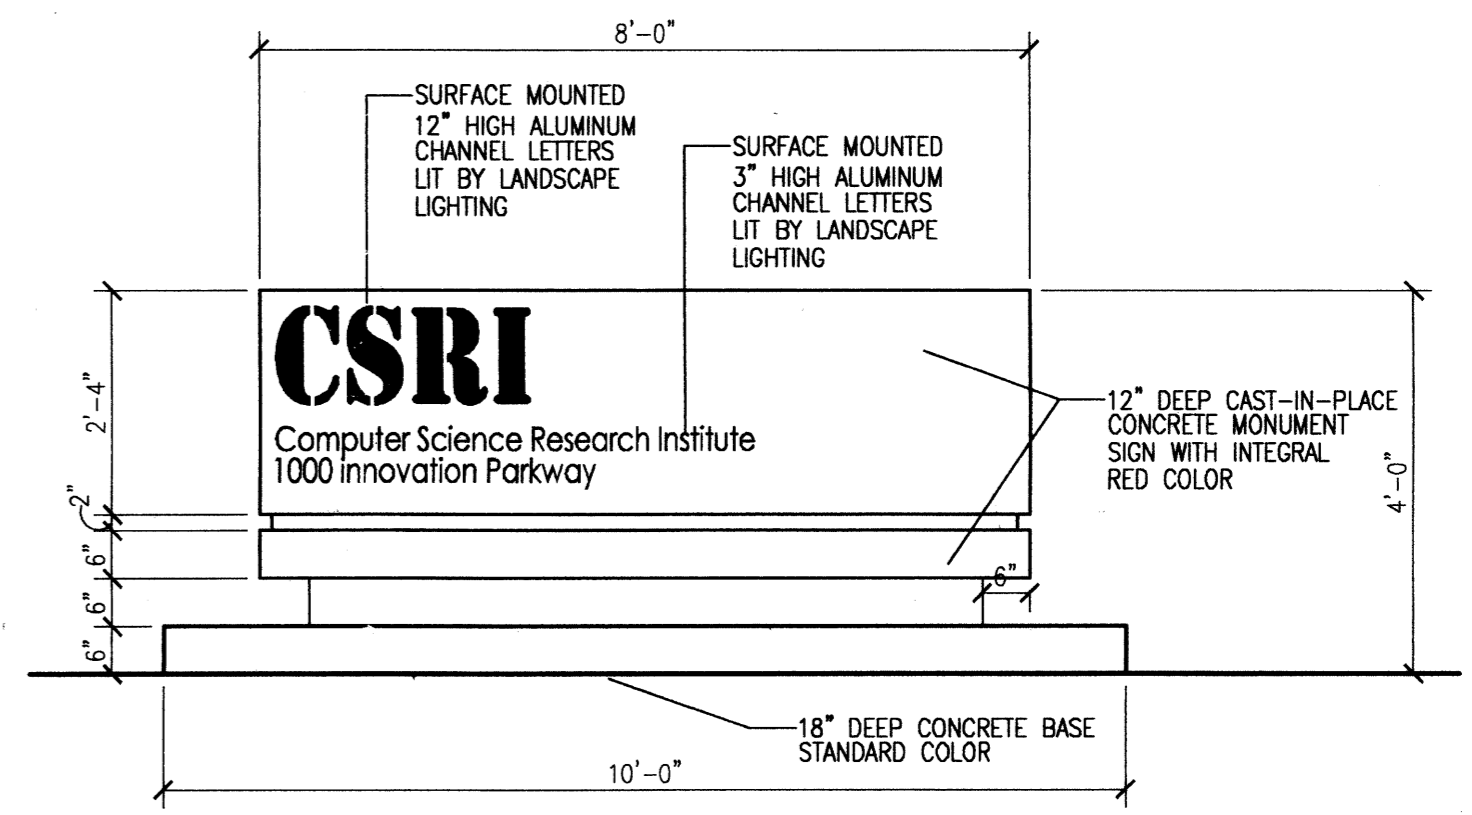 8'-0"
SURFACE MOUNTED
12" HIGH ALUMINUM
CHANNEL LETTERS
LIT BY LANDSCAPE
LIGHTING
SURFACE MOUNTED
3" HIGH ALUMINUM
CHANNEL LETTERS
LIT BY LANDSCAPE
LIGHTING
CSRI
Computer Science Research Institute
1000 innovation Parkway
2'-4"
2"
6"
6"
6"
6"
12" DEEP CAST-IN-PLACE
CONCRETE MONUMENT
SIGN WITH INTEGRAL
RED COLOR
4'-0"
18" DEEP CONCRETE BASE
STANDARD COLOR
10'-0"